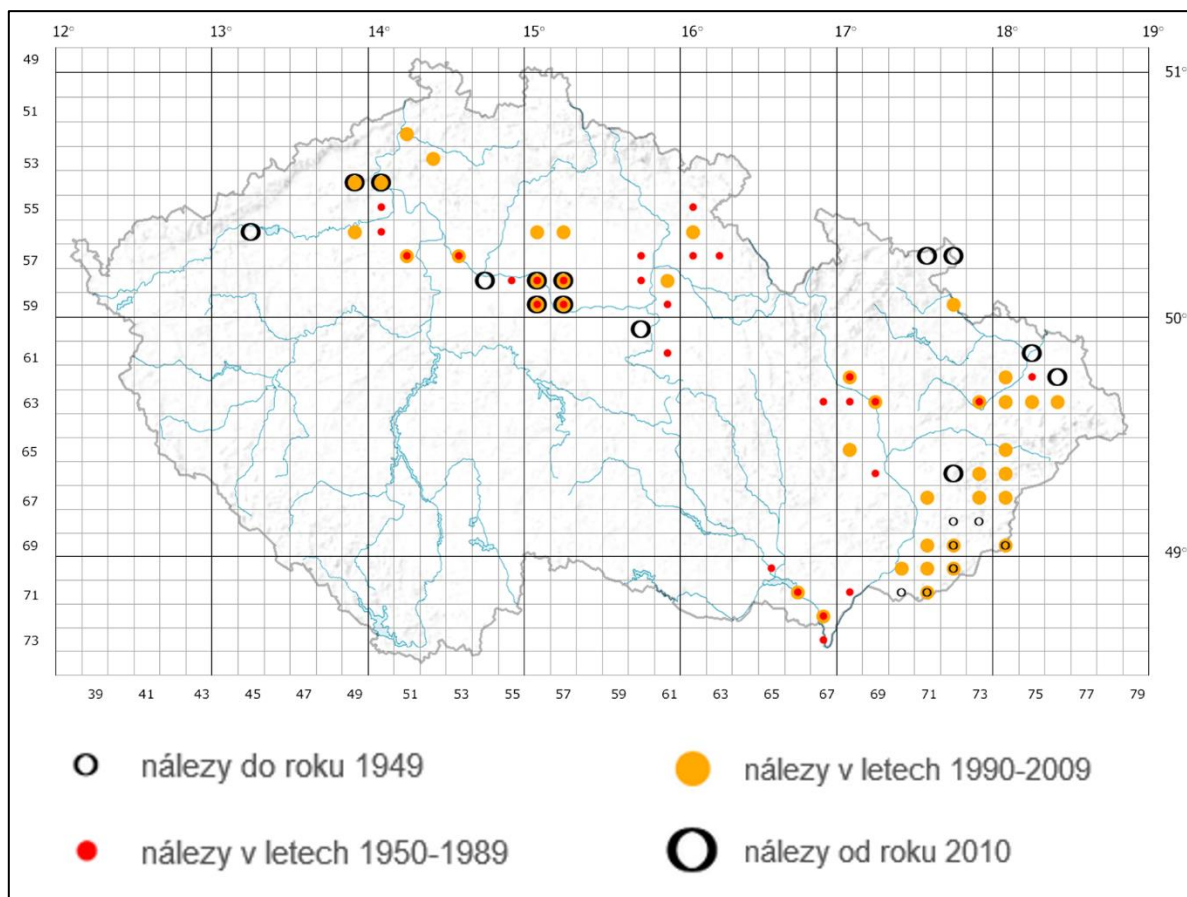 12° 13° 14° 15° 16° 17° 18° 19°
49
51°
51
53
55
57
59
50°
61
63
65
67
69
49°
71
73
39 41 43 45 47 49 51 53 55 57 59 61 63 65 67 69 71 73 75 77 79
nálezy do roku 1949
nálezy v letech 1990-2009
nálezy v letech 1950-1989
nálezy od roku 2010